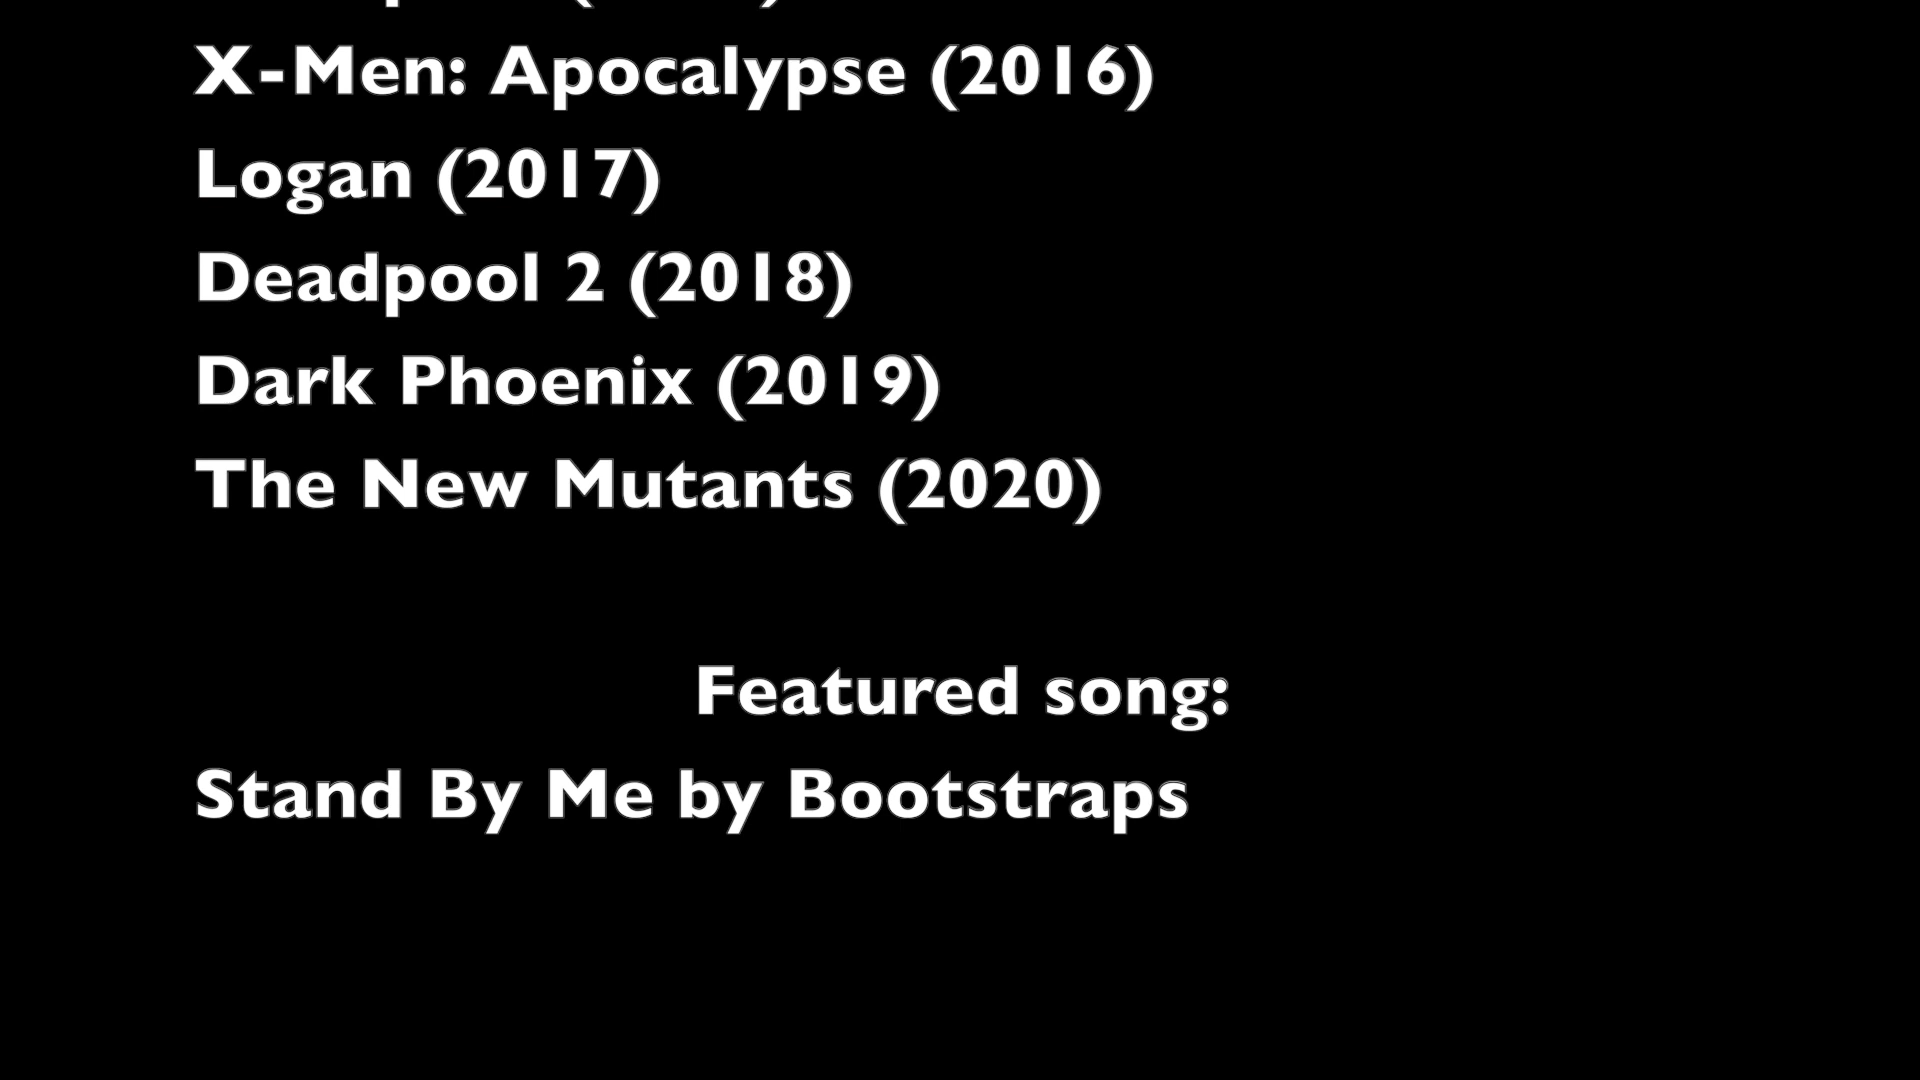 X-Men: Apocalypse (2016)
Logan (2017)
Deadpool 2 (2018)
Dark Phoenix (2019)
The New Mutants (2020)
Featured song:
Stand By Me by Bootstraps